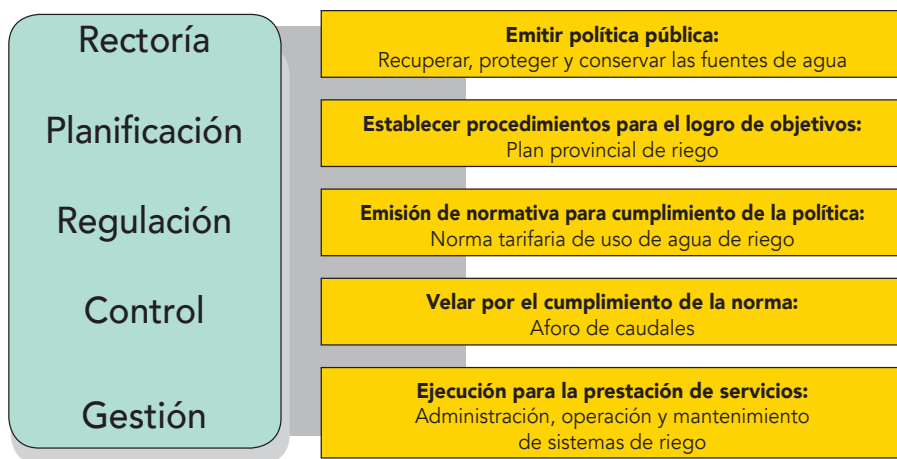 Rectoría
Emitir política pública:
Recuperar, proteger y conservar las fuentes de agua
Planificación
Establecer procedimientos para el logro de objetivos:
Plan provincial de riego
Regulación
Emisión de normativa para cumplimiento de la política:
Norma tarifaria de uso de agua de riego
Control
Velar por el cumplimiento de la norma:
Aforo de caudales
Gestión
Ejecución para la prestación de servicios:
Administración, operación y mantenimiento
de sistemas de riego